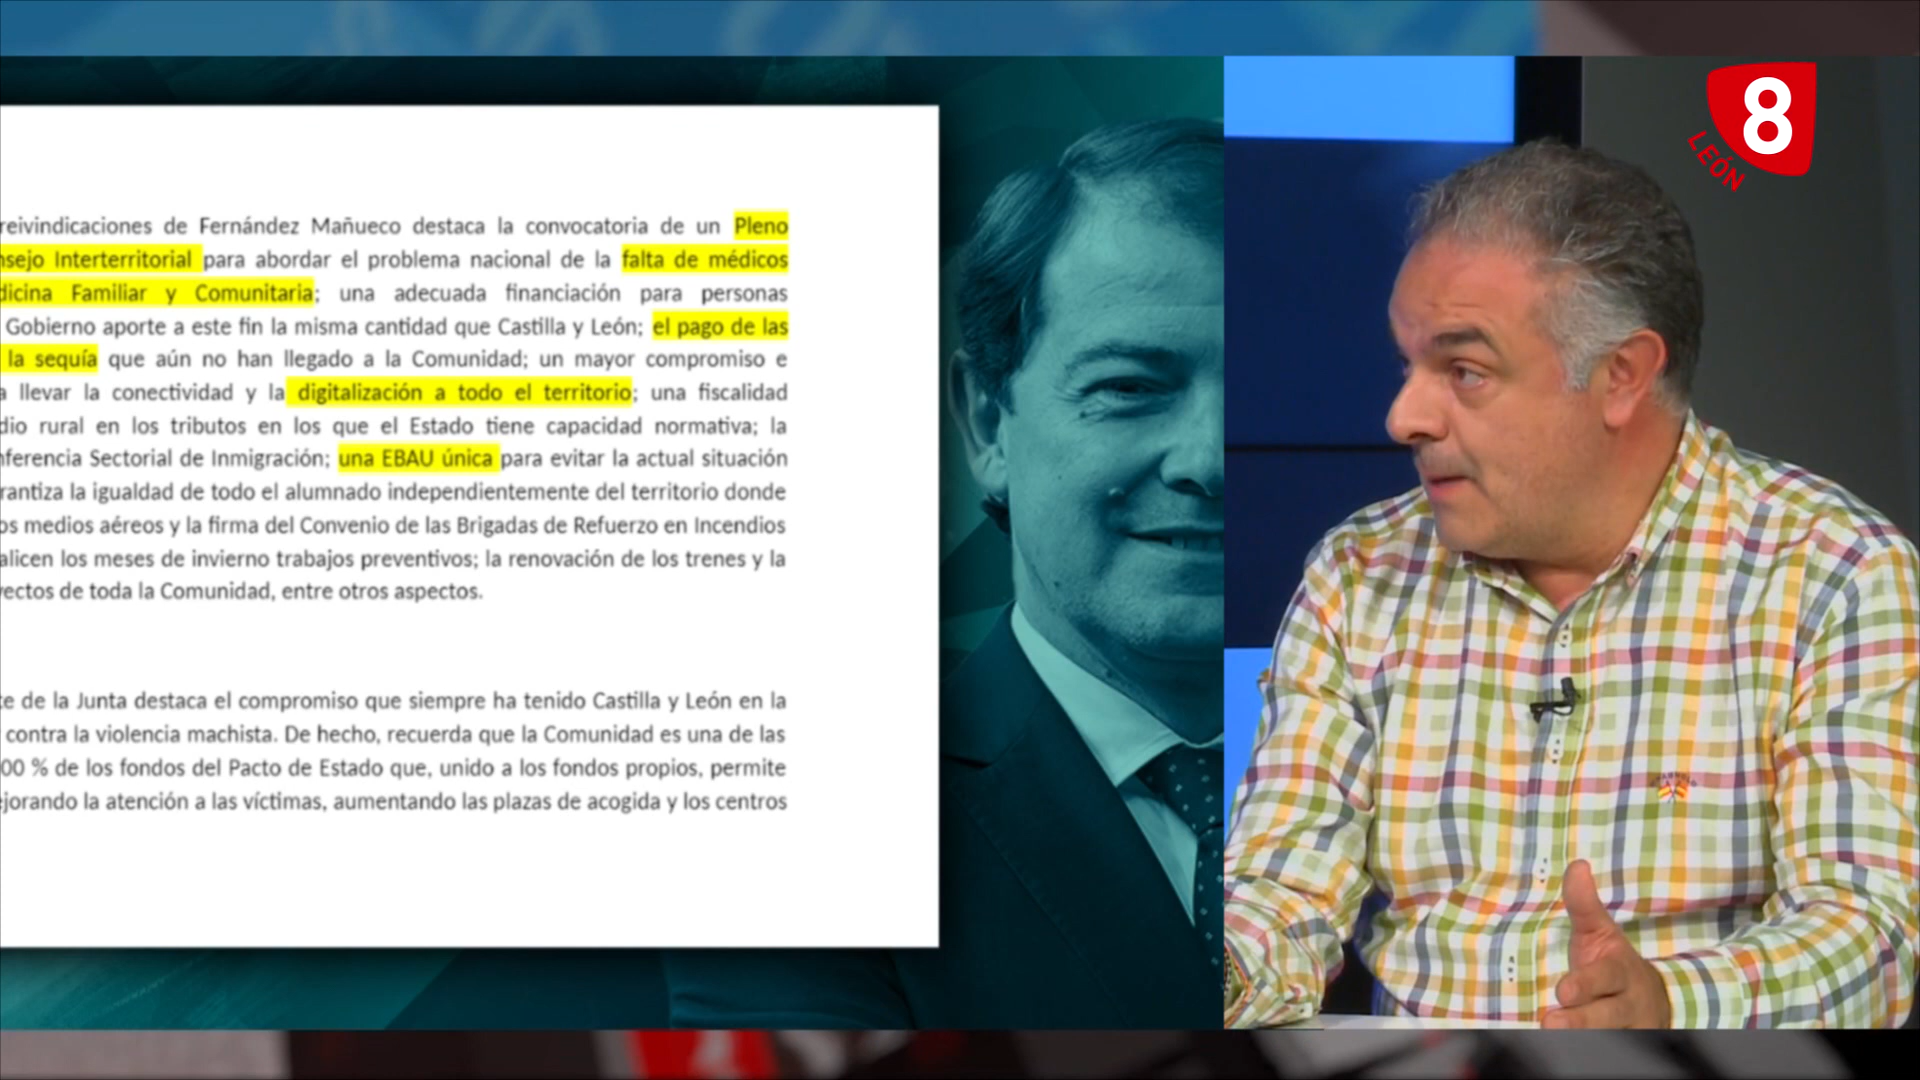 reivindicaciones de Fernández Mañueco destaca la convocatoria de un Pleno
Interterritorial para abordar el problema nacional de la falta de médicos
Familiar y Comunitaria; una adecuada financiación para personas
Gobierno aporte a este fin la misma cantidad que Castilla y León; el pago de las
la sequía que aún no han llegado a la Comunidad; un mayor compromiso e
llevar la conectividad y la digitalización a todo el territorio; una fiscalidad
rural en los tributos en los que el Estado tiene capacidad normativa; la
Sectorial de Inmigración; una EBAU única para evitar la actual situación
la igualdad de todo el alumnado independientemente del territorio donde
medios aéreos y la firma del Convenio de las Brigadas de Refuerzo en Incendios
los meses de invierno trabajos preventivos; la renovación de los trenes y la
de toda la Comunidad, entre otros aspectos.
de la Junta destaca el compromiso que siempre ha tenido Castilla y León en la
contra la violencia machista. De hecho, recuerda que la Comunidad es una de las
00 % de los fondos del Pacto de Estado que, unido a los fondos propios, permite
la atención a las víctimas, aumentando las plazas de acogida y los centros
8
LEÓN